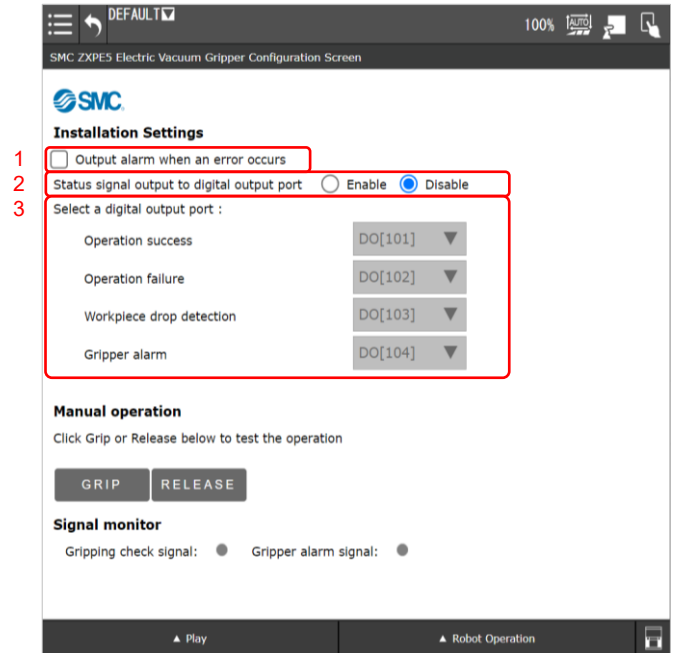 DEFAULT
100%
AUTO
SMC ZXPE5 Electric Vacuum Gripper Configuration Screen
SMC
Installation Settings
1 Output alarm when an error occurs
2 Status signal output to digital output port Enable Disable
3 Select a digital output port :
Operation success DO[101]
Operation failure DO[102]
Workpiece drop detection DO[103]
Gripper alarm DO[104]
Manual operation
Click Grip or Release below to test the operation
GRIP RELEASE
Signal monitor
Gripping check signal: Gripper alarm signal:
▲ Play ▲ Robot Operation